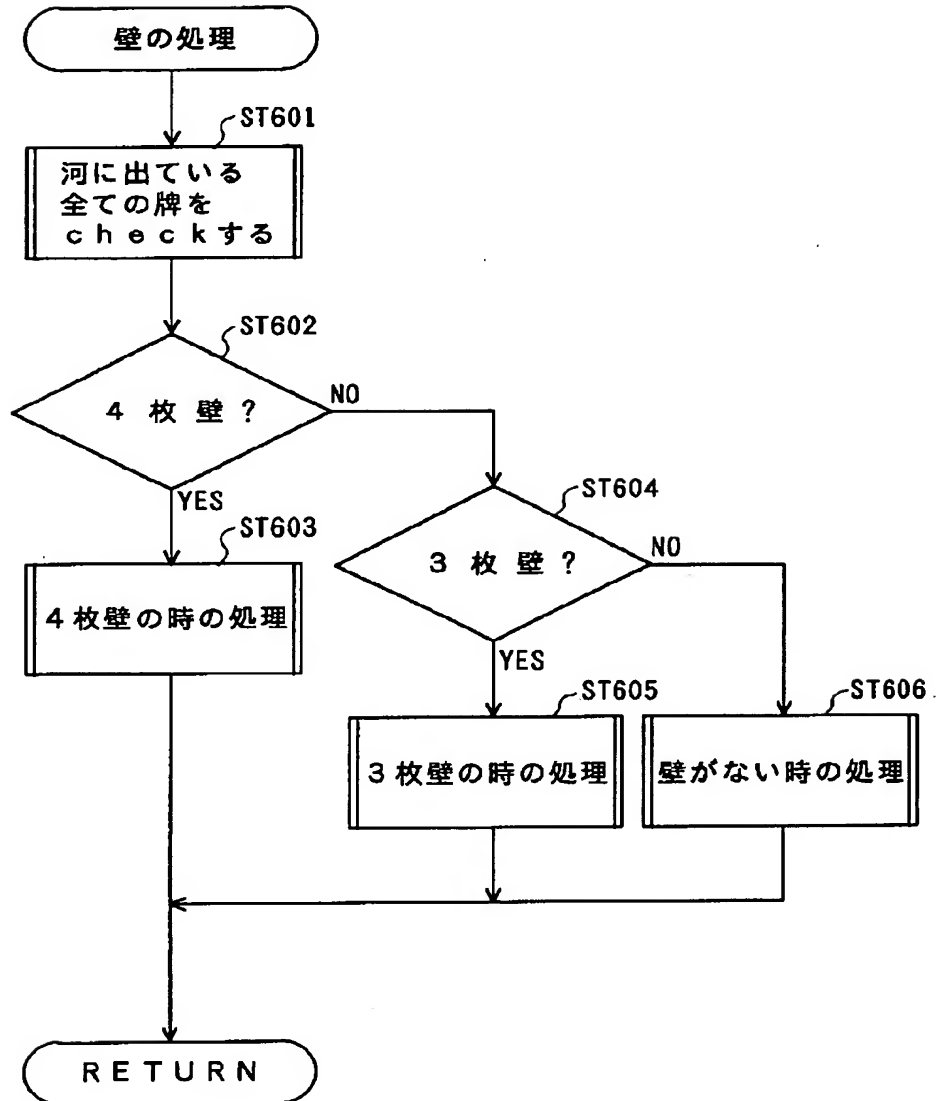 壁の処理
ST601
河に出ている
全ての牌を
checkする
ST602
4枚壁?
NO
YES
ST603
4枚壁の時の処理
ST604
3枚壁?
NO
YES
ST605
3枚壁の時の処理
ST606
壁がない時の処理
RETURN